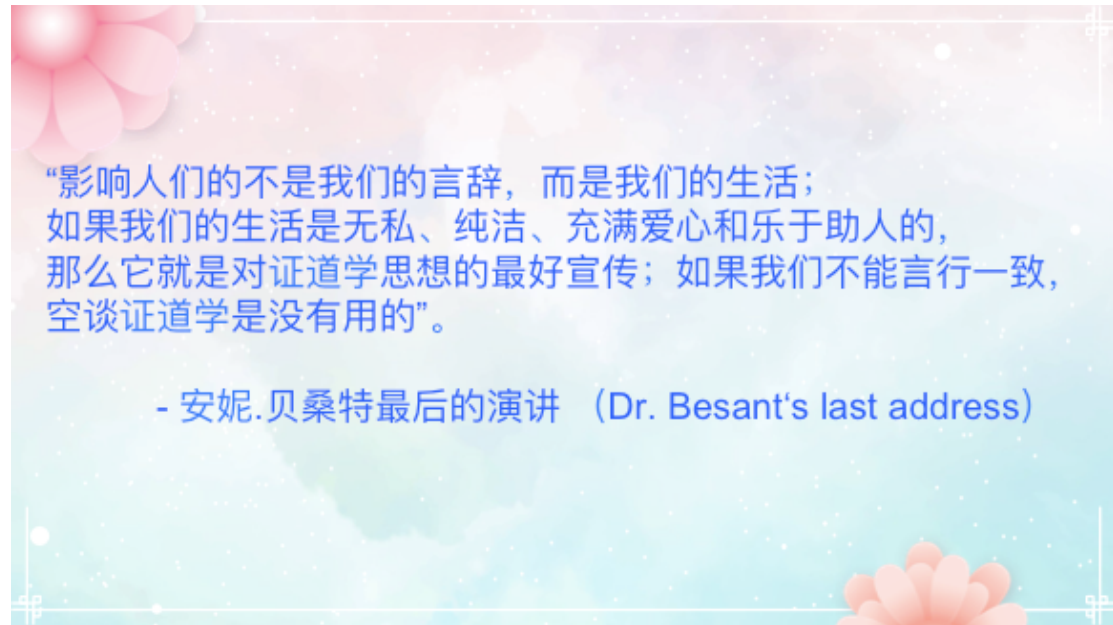 “影响人们的不是我们的言辞，而是我们的生活；
如果我们的生活是无私、纯洁、充满爱心和乐于助人的，
那么它就是对证道学思想的最好宣传；如果我们不能言行一致，
空谈证道学是没有用的”。
- 安妮.贝桑特最后的演讲 （Dr. Besant‘s last address）